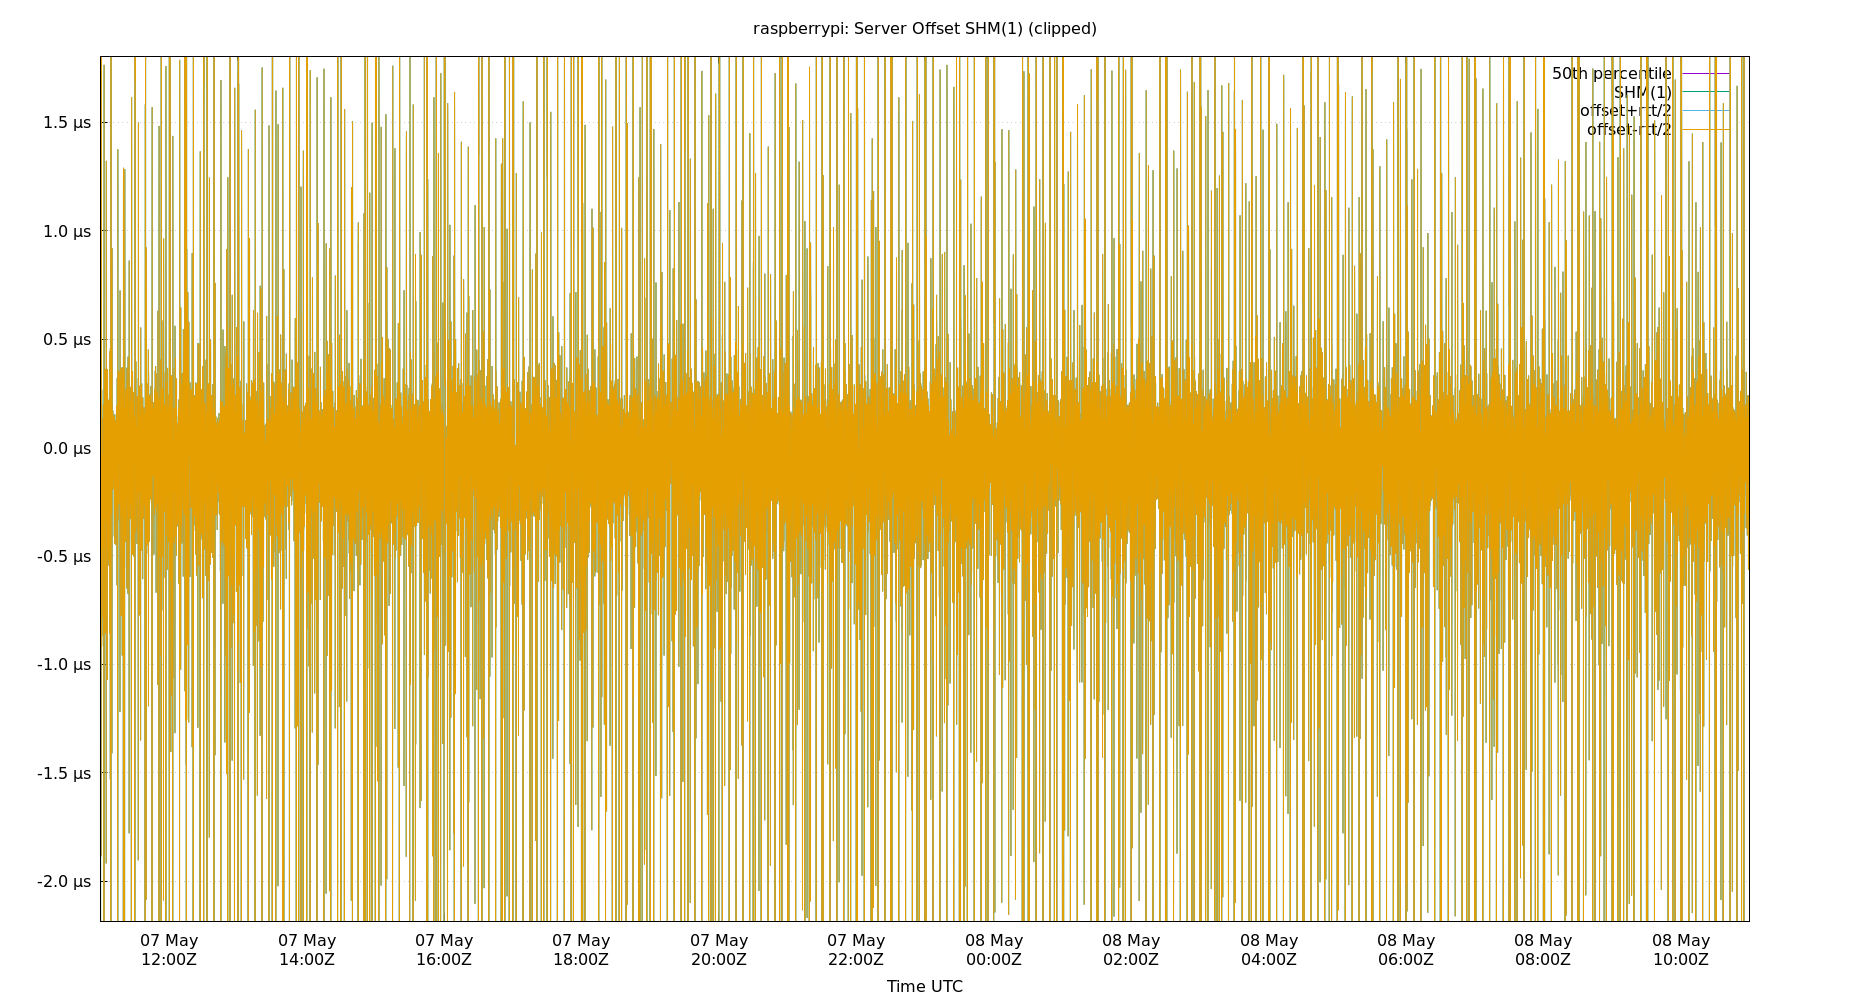 raspberrypi: Server Offset SHM(1) (clipped)
50th percentile
SHM(1)
offset+rtt/2
offset-rtt/2
1.5 µs
1.0 µs
0.5 µs
0.0 µs
-0.5 µs
-1.0 µs
-1.5 µs
-2.0 µs
07 May 07 May 07 May 07 May 07 May 07 May 08 May 08 May 08 May 08 May 08 May 08 May
12:00Z 14:00Z 16:00Z 18:00Z 20:00Z 22:00Z 00:00Z 02:00Z 04:00Z 06:00Z 08:00Z 10:00Z
Time UTC